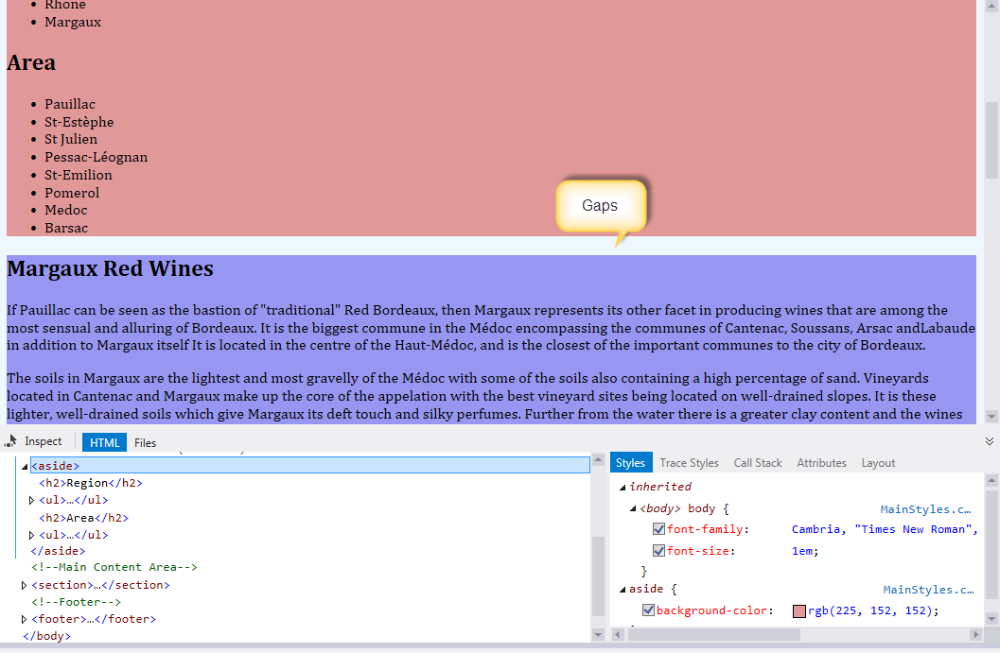 Rhone
Margaux
Area
Pauillac
St-Estèphe
St Julien
Pessac-Léognan
St-Emilion
Pomerol
Medoc
Barsac
Gaps
Margaux Red Wines
If Pauillac can be seen as the bastion of "traditional" Red Bordeaux, then Margaux represents its other facet in producing wines that are among the
most sensual and alluring of Bordeaux. It is the biggest commune in the Médoc encompassing the communes of Cantenac, Soussans, Arsac andLabaude
in addition to Margaux itself It is located in the centre of the Haut-Médoc, and is the closest of the important communes to the city of Bordeaux.
The soils in Margaux are the lightest and most gravelly of the Médoc with some of the soils also containing a high percentage of sand. Vineyards
located in Cantenac and Margaux make up the core of the appelation with the best vineyard sites being located on well-drained slopes. It is these
lighter, well-drained soils which give Margaux its deft touch and silky perfumes. Further from the water there is a greater clay content and the wines
Inspect HTML Files
<aside>
<h2>Region</h2>
<ul>…</ul>
<h2>Area</h2>
<ul>…</ul>
</aside>
<!--Main Content Area-->
<section>…</section>
<!--Footer-->
<footer>…</footer>
</body>
Styles Trace Styles Call Stack Attributes Layout
inherited
<body> body { MainStyles.c…
font-family: Cambria, "Times New Roman",
font-size: 1em;
}
aside { MainStyles.c…
background-color: rgb(225, 152, 152);